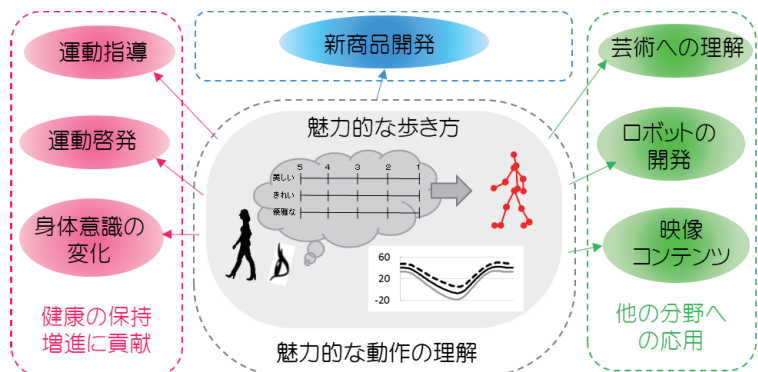 運動指導
運動啓発
身体意識の
変化
健康の保持
増進に貢献
新商品開発
魅力的な歩き方
5 4 3 2 1
美しい
きれい
優雅な
60
20
-20
魅力的な動作の理解
芸術への理解
ロボットの
開発
映像
コンテンツ
他の分野へ
の応用